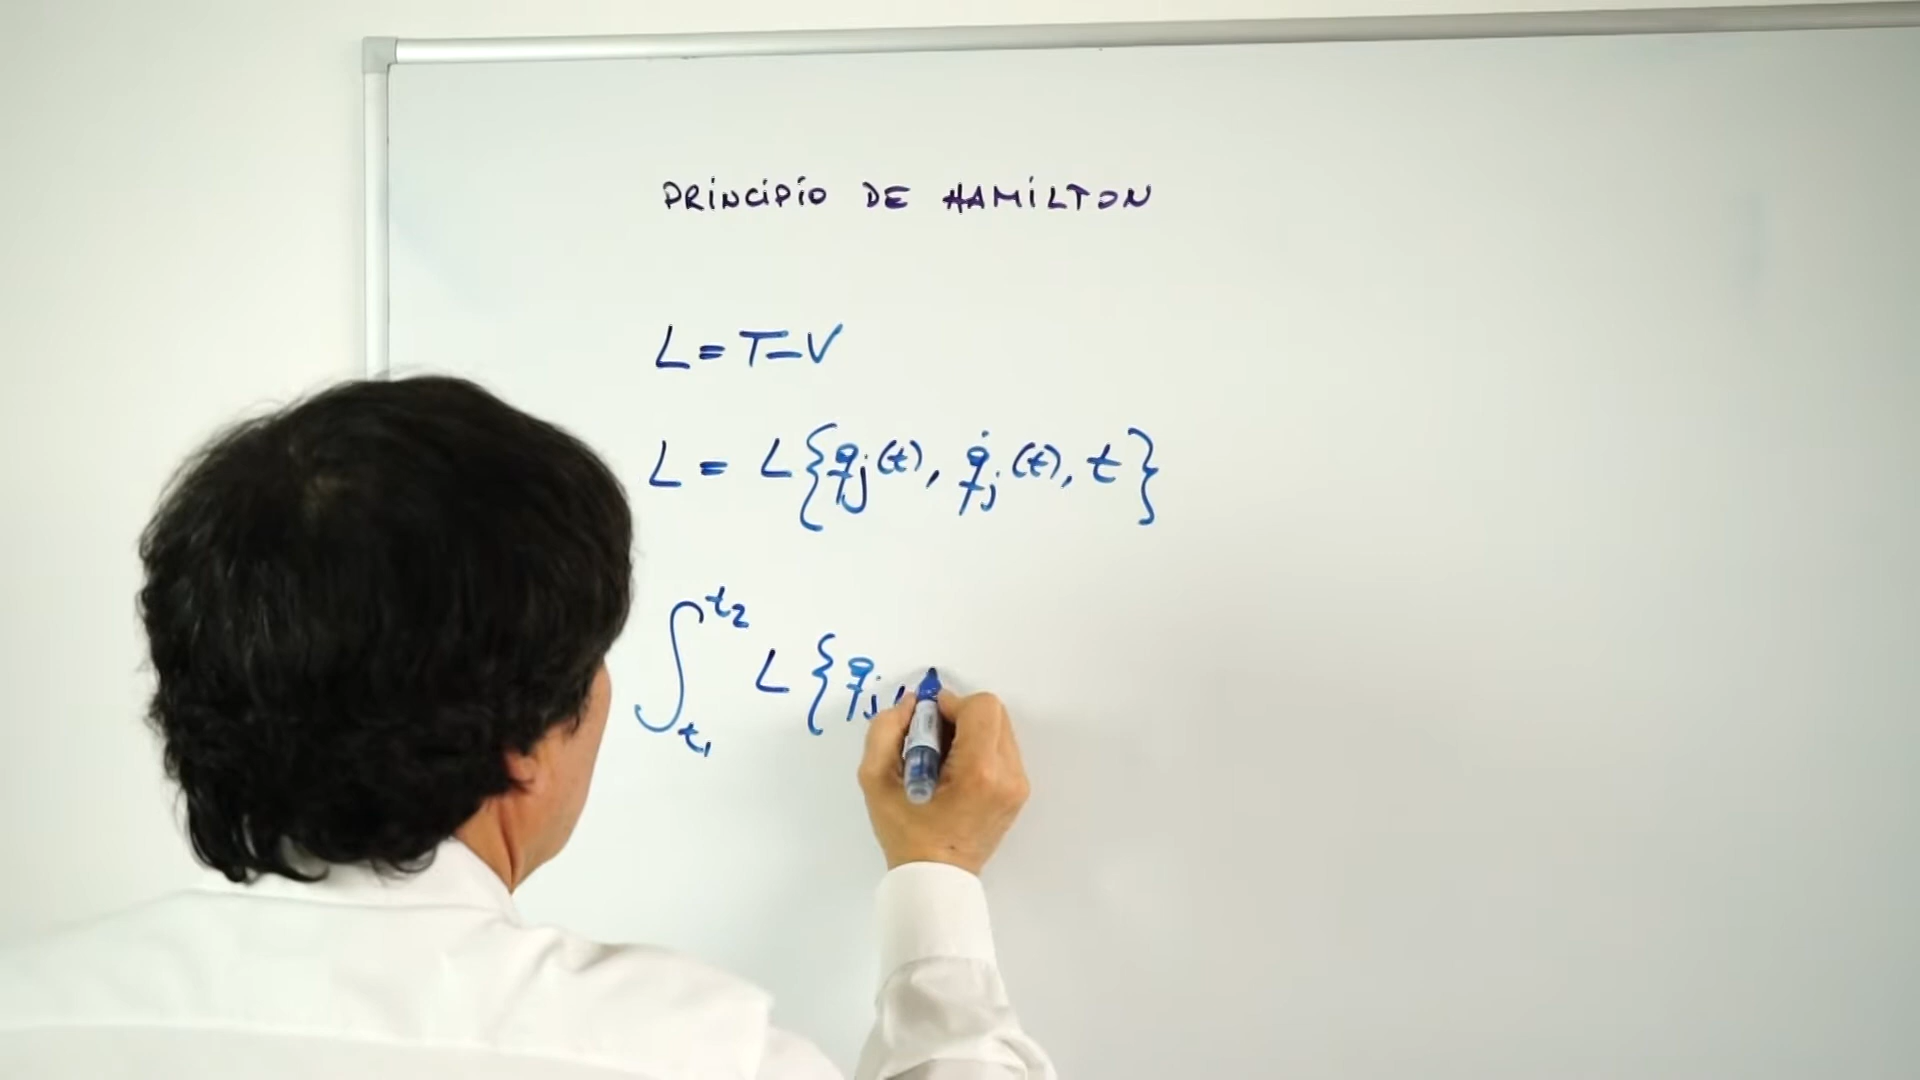 PRINCIPIO DE HAMILTON
L = T-V
L = L{qj(t), q̇j(t), t}
∫t1t2 L {qj,